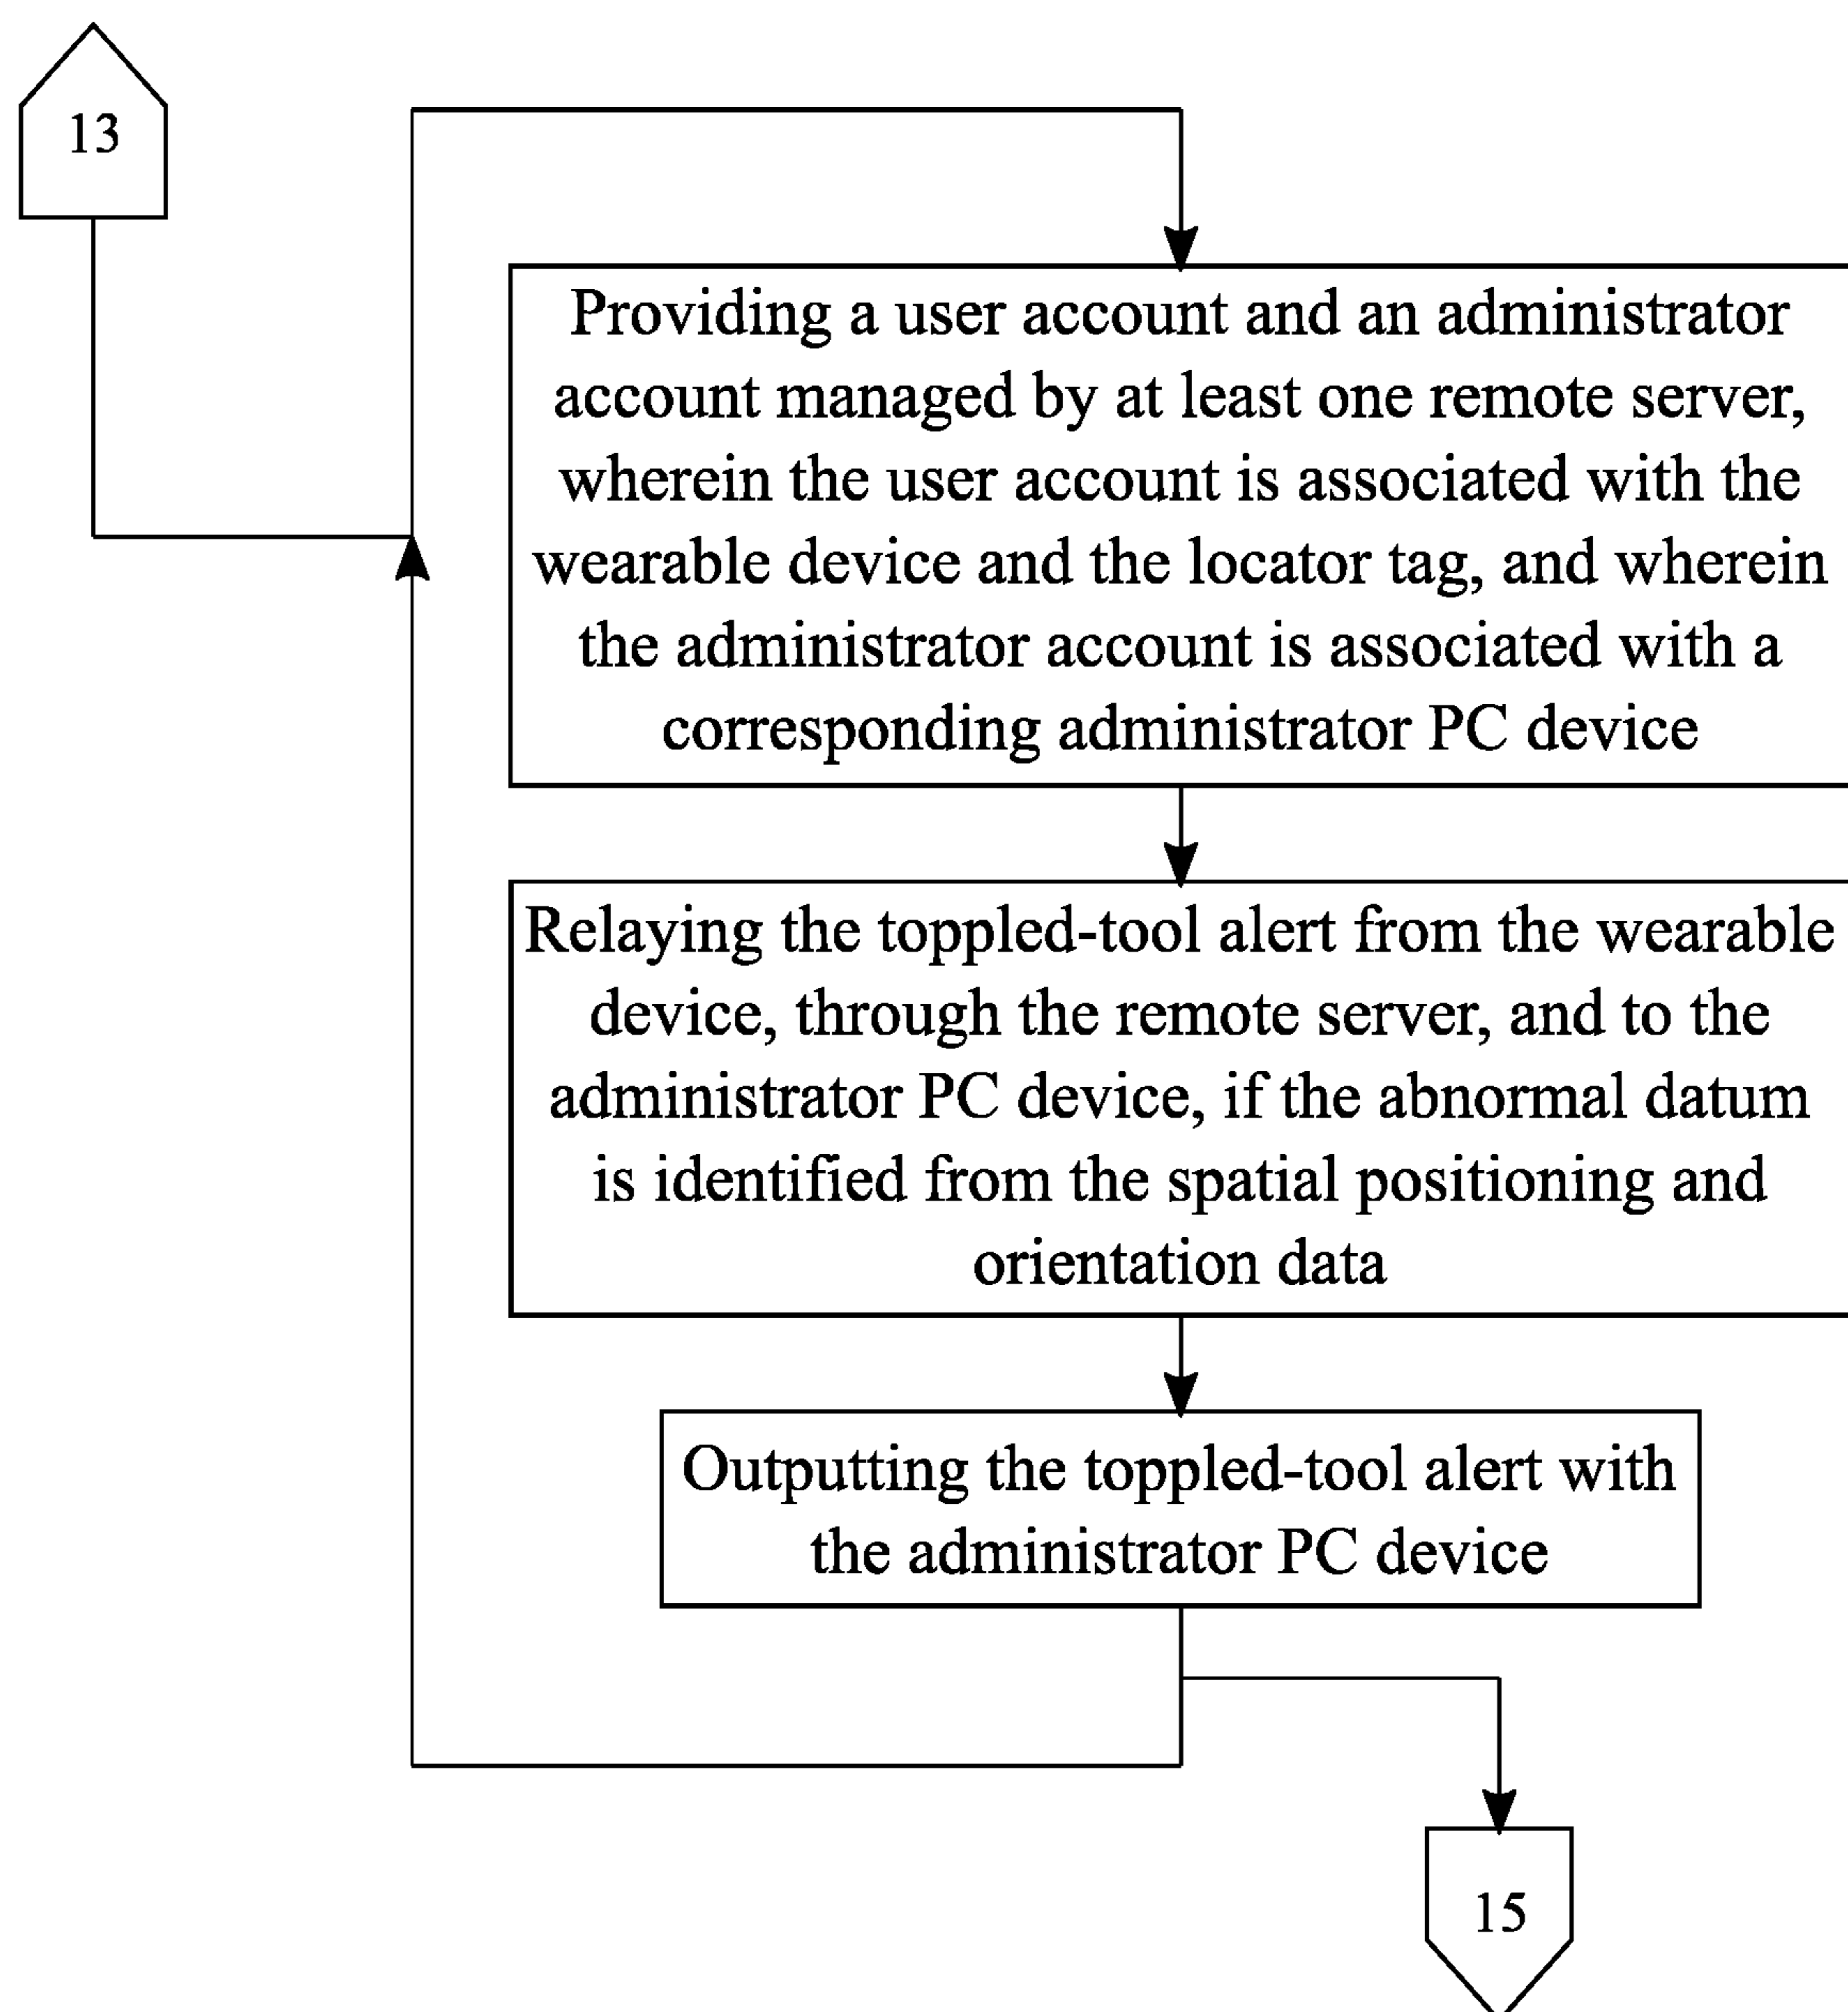 13
Providing a user account and an administrator
account managed by at least one remote server,
wherein the user account is associated with the
wearable device and the locator tag, and wherein
the administrator account is associated with a
corresponding administrator PC device
Relaying the toppled-tool alert from the wearable
device, through the remote server, and to the
administrator PC device, if the abnormal datum
is identified from the spatial positioning and
orientation data
Outputting the toppled-tool alert with
the administrator PC device
15